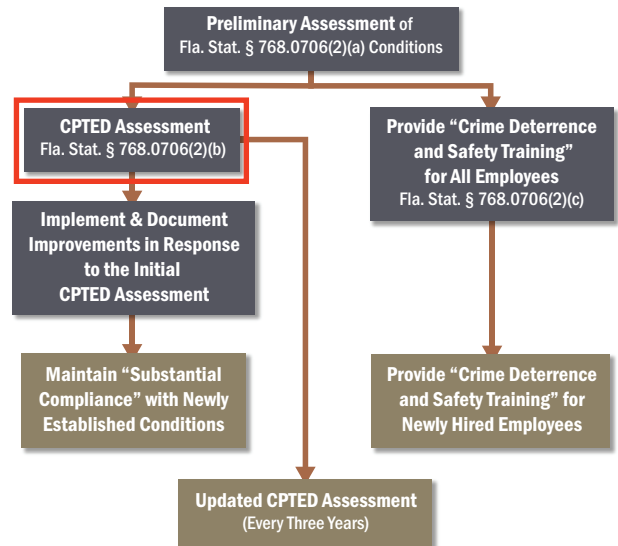 Preliminary Assessment of
Fla. Stat. § 768.0706(2)(a) Conditions
CPTED Assessment
Fla. Stat. § 768.0706(2)(b)
Provide “Crime Deterrence
and Safety Training”
for All Employees
Fla. Stat. § 768.0706(2)(c)
Implement & Document
Improvements in Response
to the Initial
CPTED Assessment
Maintain “Substantial
Compliance” with Newly
Established Conditions
Provide “Crime Deterrence
and Safety Training” for
Newly Hired Employees
Updated CPTED Assessment
(Every Three Years)